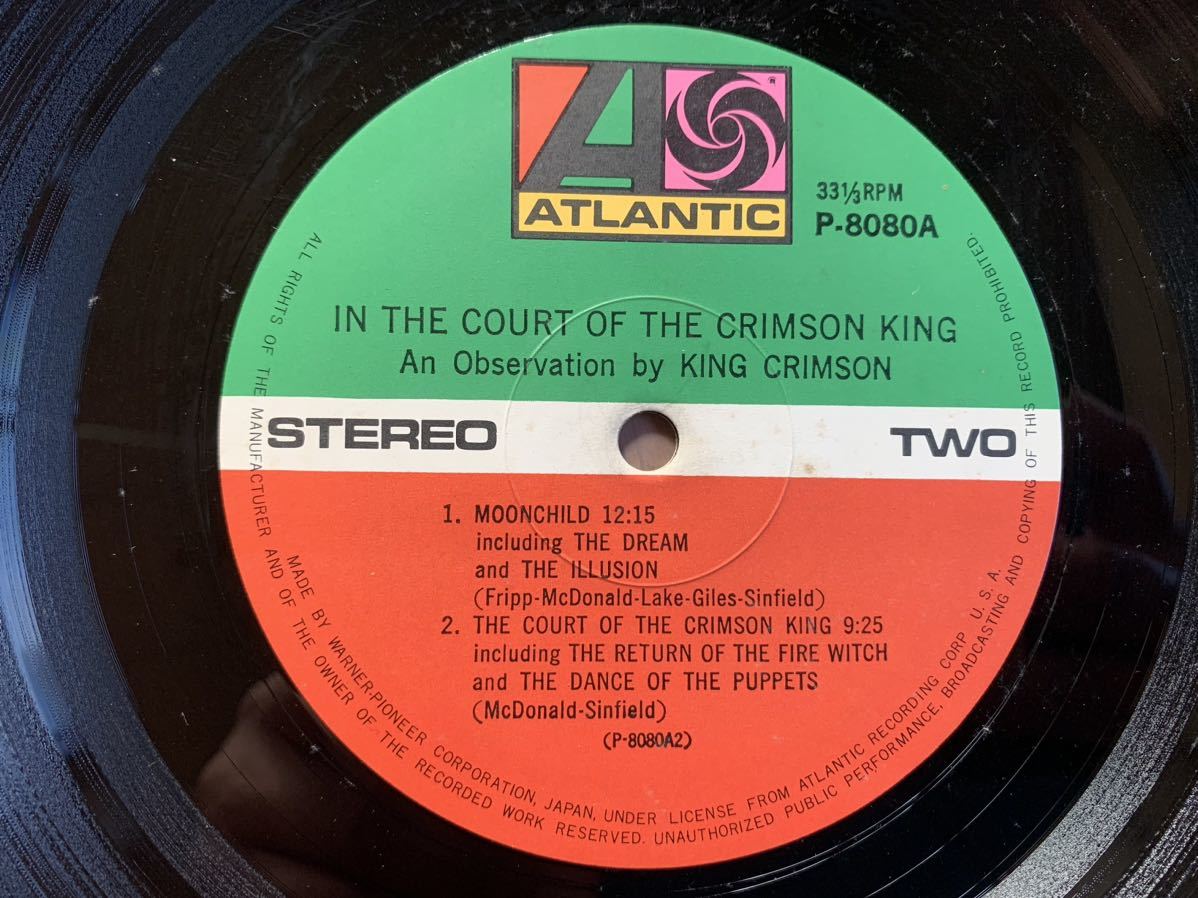 A
®
ATLANTIC
33⅓RPM
P-8080A
IN THE COURT OF THE CRIMSON KING
An Observation by KING CRIMSON
STEREO
TWO
1. MOONCHILD 12:15
including THE DREAM
and THE ILLUSION
(Fripp-McDonald-Lake-Giles-Sinfield)
2. THE COURT OF THE CRIMSON KING 9:25
including THE RETURN OF THE FIRE WITCH
and THE DANCE OF THE PUPPETS
(McDonald-Sinfield)
(P-8080A2)
MADE BY WARNER-PIONEER CORPORATION, JAPAN, UNDER LICENSE FROM ATLANTIC RECORDING CORP U. S. A.
ALL RIGHTS OF THE MANUFACTURER AND OF THE OWNER OF THE RECORDED WORK RESERVED. UNAUTHORIZED PUBLIC PERFORMANCE, BROADCASTING AND COPYING OF THIS RECORD PROHIBITED.